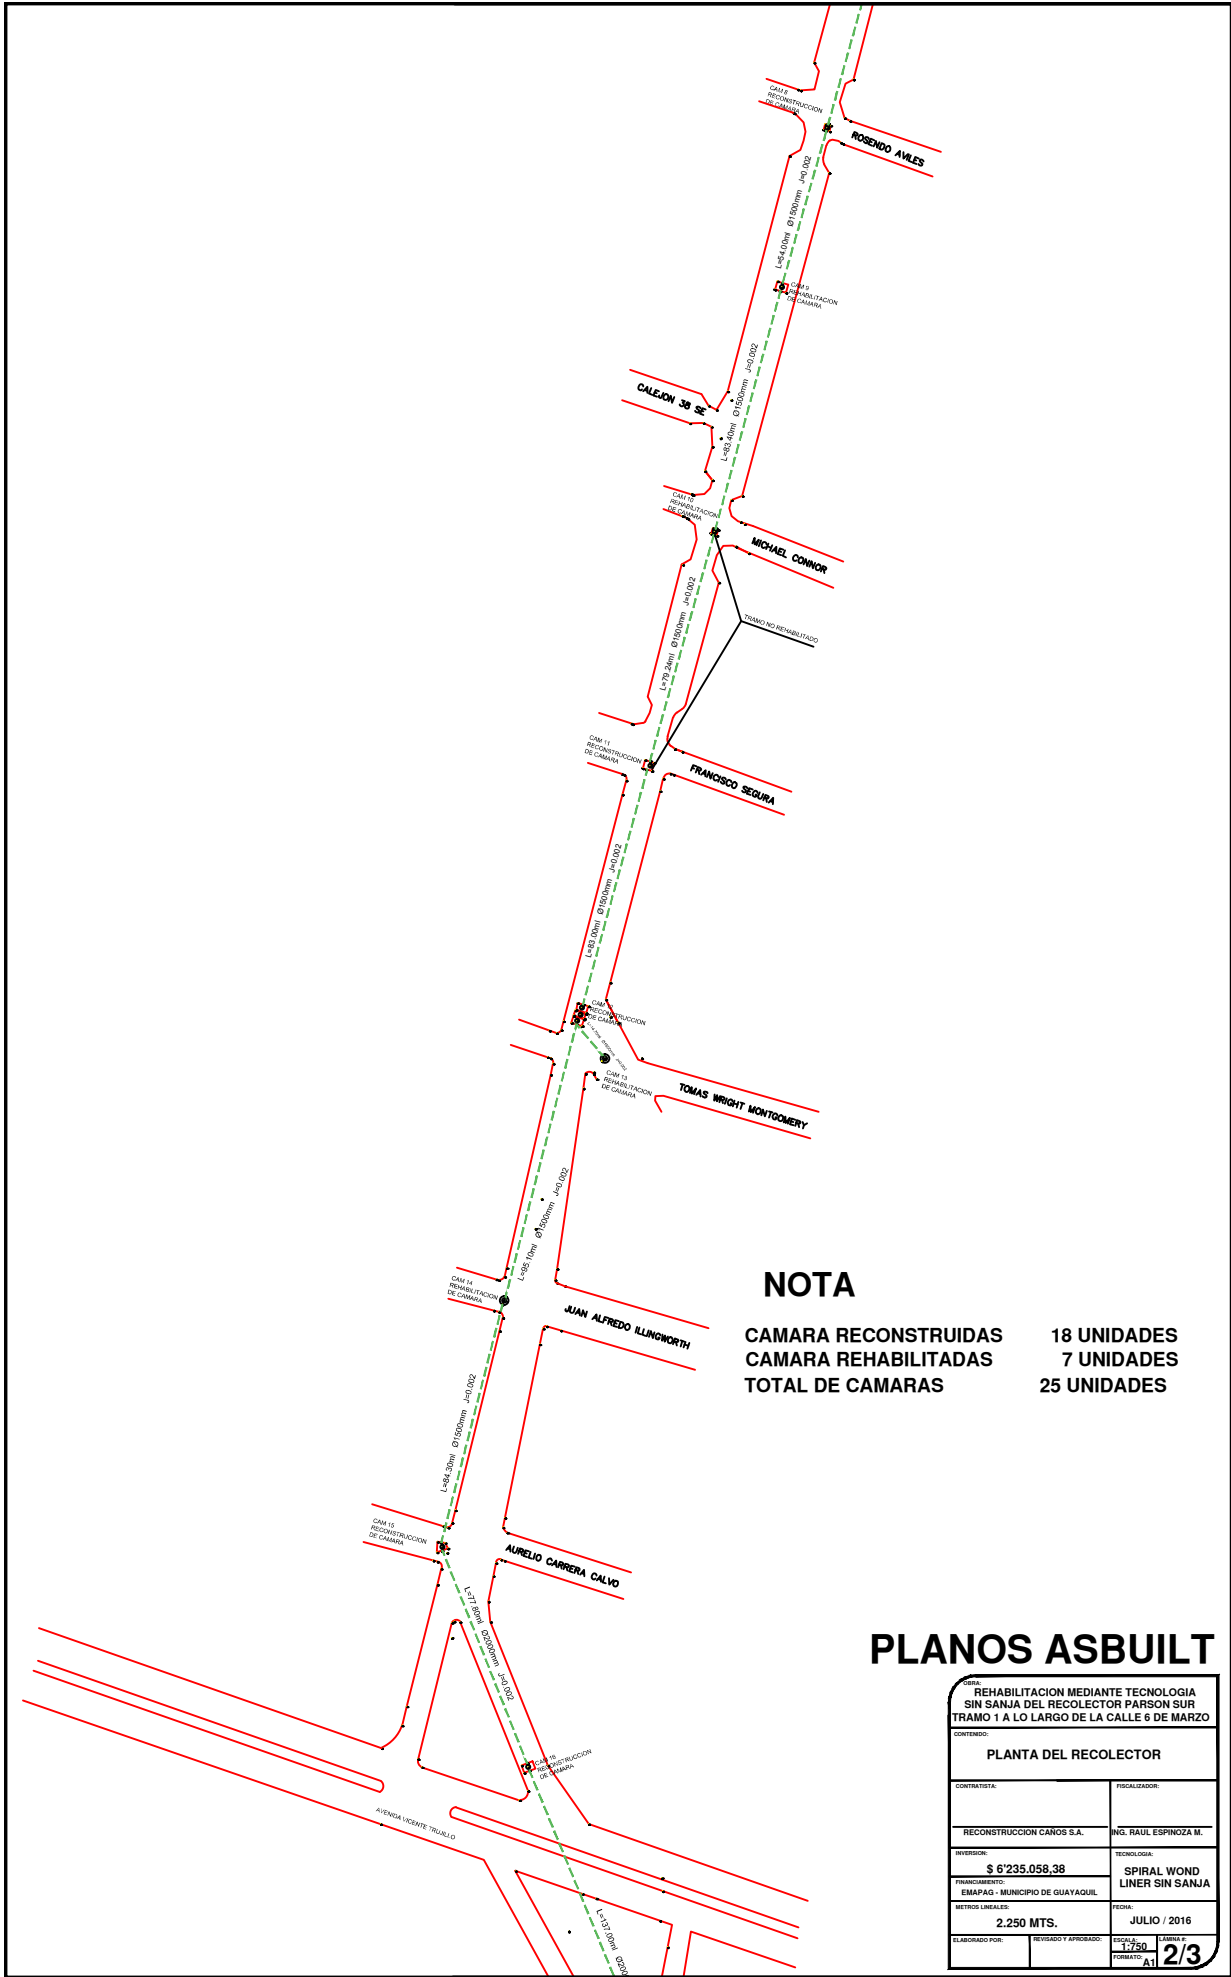 CAM 8
RECONSTRUCCION
DE CAMARA
ROSENDO AVILES
L=54.00ml Ø1500mm J=0.002
CAM 9
REHABILITACION
DE CAMARA
L=83.40ml Ø1500mm J=0.002
CALEJON 38 SE
CAM 10
REHABILITACION
DE CAMARA
MICHAEL CONNOR
TRAMO NO REHABILITADO
L=79.24ml Ø1500mm J=0.002
CAM 11
RECONSTRUCCION
DE CAMARA
FRANCISCO SEGURA
L=83.00ml Ø1500mm J=0.002
CAM
RECONSTRUCCION
DE CAMARA
CAM 13
REHABILITACION
DE CAMARA
TOMAS WRIGHT MONTGOMERY
L=95.10ml Ø1500mm J=0.002
CAM 14
REHABILITACION
DE CAMARA
JUAN ALFREDO ILLINGWORTH
NOTA
CAMARA RECONSTRUIDAS 18 UNIDADES
CAMARA REHABILITADAS 7 UNIDADES
TOTAL DE CAMARAS 25 UNIDADES
L=84.30ml Ø1500mm J=0.002
CAM 15
RECONSTRUCCION
DE CAMARA
AURELIO CARRERA CALVO
L=77.80ml Ø2000mm J=0.002
CAM 16
RECONSTRUCCION
DE CAMARA
AVENIDA VICENTE TRUJILLO
L=137.00ml Ø200
PLANOS ASBUILT
OBRA:
REHABILITACION MEDIANTE TECNOLOGIA
SIN SANJA DEL RECOLECTOR PARSON SUR
TRAMO 1 A LO LARGO DE LA CALLE 6 DE MARZO
CONTENIDO:
PLANTA DEL RECOLECTOR
CONTRATISTA:
RECONSTRUCCION CAÑOS S.A.
FISCALIZADOR:
ING. RAUL ESPINOZA M.
INVERSION:
$ 6'235.058,38
TECNOLOGIA:
SPIRAL WOND
LINER SIN SANJA
FINANCIAMIENTO:
EMAPAG - MUNICIPIO DE GUAYAQUIL
METROS LINEALES:
2.250 MTS.
FECHA:
JULIO / 2016
ELABORADO POR:
REVISADO Y APROBADO:
ESCALA:
1:750
FORMATO: A1
LÁMINA #:
2/3